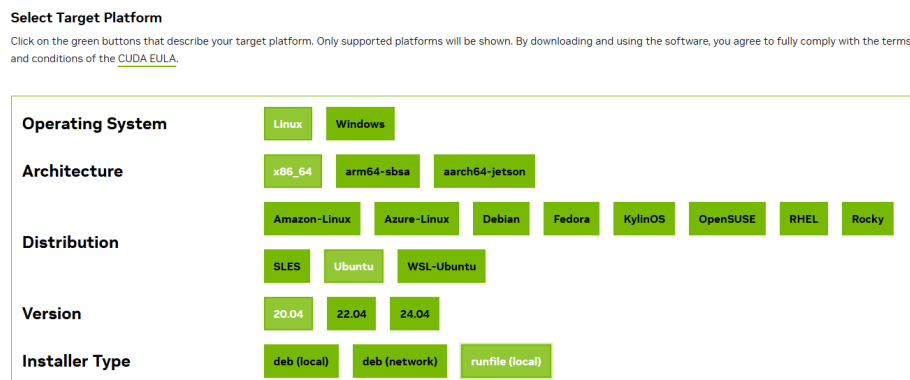 Select Target Platform
Click on the green buttons that describe your target platform. Only supported platforms will be shown. By downloading and using the software, you agree to fully comply with the terms
and conditions of the CUDA EULA.
Operating System Linux Windows
Architecture x86_64 arm64-sbsa aarch64-jetson
Distribution
Amazon-Linux Azure-Linux Debian Fedora KylinOS OpenSUSE RHEL Rocky
SLES Ubuntu WSL-Ubuntu
Version 20.04 22.04 24.04
Installer Type deb (local) deb (network) runfile (local)